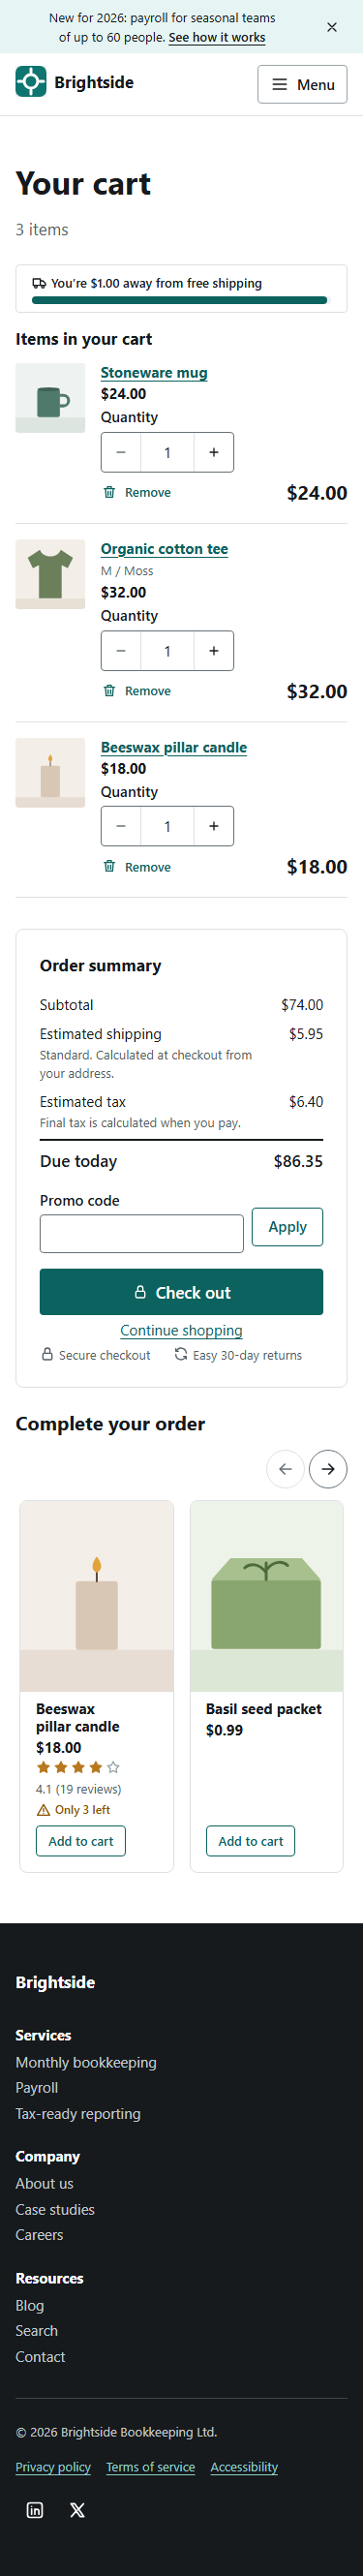 New for 2026: payroll for seasonal teams
of up to 60 people. See how it works
Brightside
Menu
Your cart
3 items
You're $1.00 away from free shipping
Items in your cart
Stoneware mug
$24.00
Quantity
− 1 +
Remove
$24.00
Organic cotton tee
M / Moss
$32.00
Quantity
− 1 +
Remove
$32.00
Beeswax pillar candle
$18.00
Quantity
− 1 +
Remove
$18.00
Order summary
Subtotal $74.00
Estimated shipping $5.95
Standard. Calculated at checkout from
your address.
Estimated tax $6.40
Final tax is calculated when you pay.
Due today $86.35
Promo code
Apply
Check out
Continue shopping
Secure checkout Easy 30-day returns
Complete your order
Beeswax
pillar candle
$18.00
4.1 (19 reviews)
Only 3 left
Add to cart
Basil seed packet
$0.99
Add to cart
Brightside
Services
Monthly bookkeeping
Payroll
Tax-ready reporting
Company
About us
Case studies
Careers
Resources
Blog
Search
Contact
© 2026 Brightside Bookkeeping Ltd.
Privacy policy Terms of service Accessibility